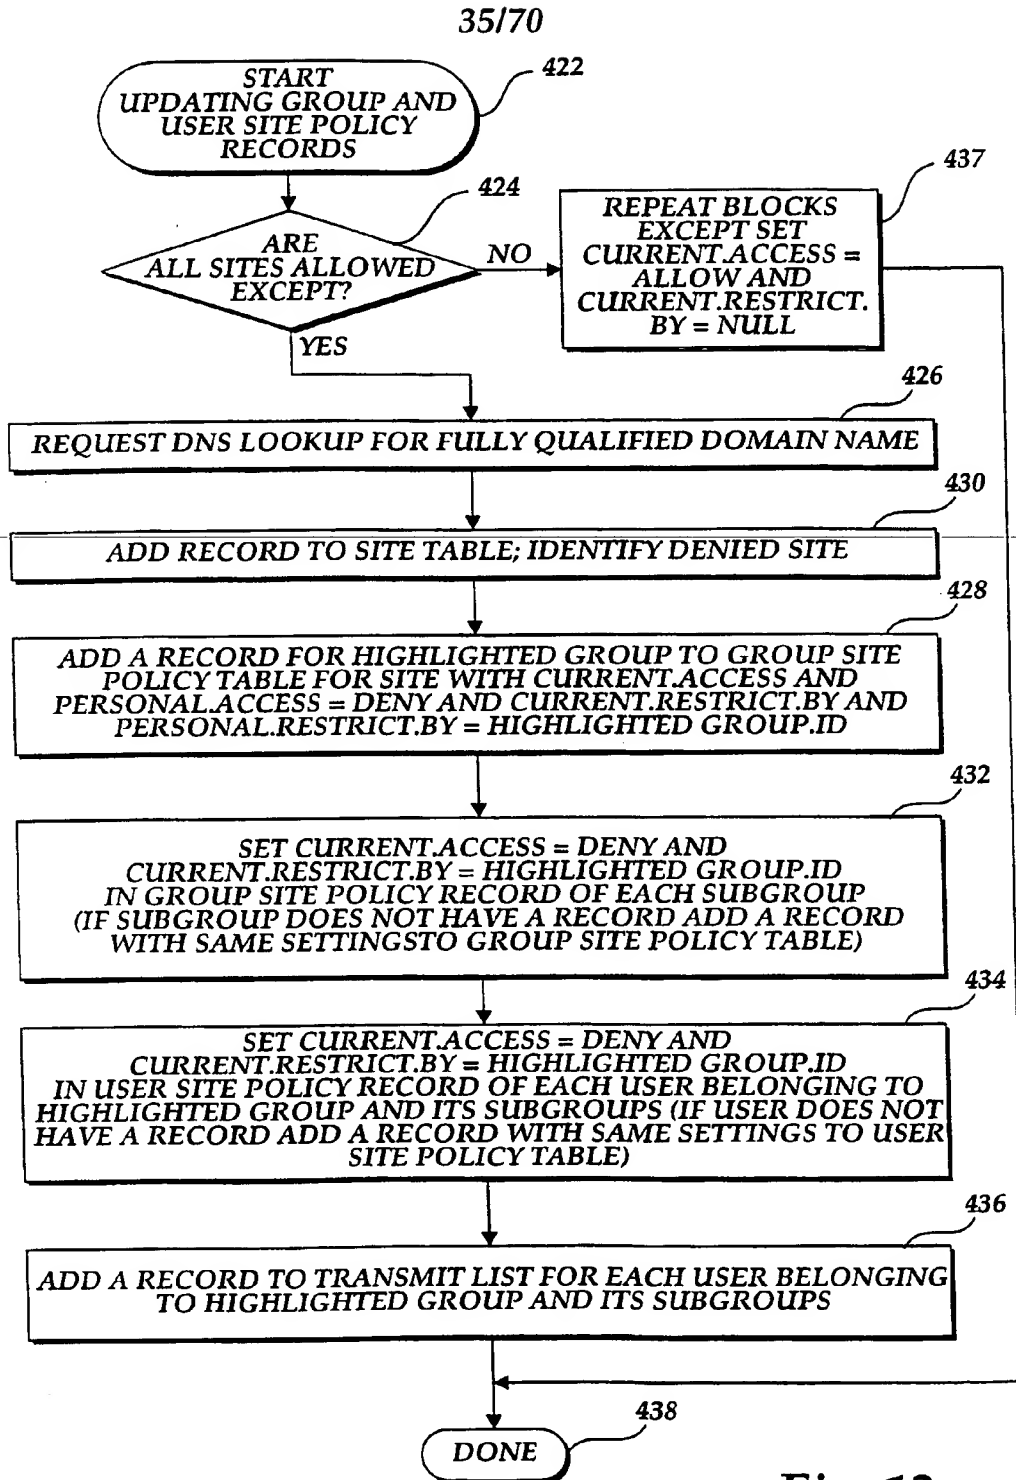 35/70
START
UPDATING GROUP AND
USER SITE POLICY
RECORDS
422
424
ARE
ALL SITES ALLOWED
EXCEPT?
NO
YES
437
REPEAT BLOCKS
EXCEPT SET
CURRENT.ACCESS =
ALLOW AND
CURRENT.RESTRICT.
BY = NULL
426
REQUEST DNS LOOKUP FOR FULLY QUALIFIED DOMAIN NAME
430
ADD RECORD TO SITE TABLE; IDENTIFY DENIED SITE
428
ADD A RECORD FOR HIGHLIGHTED GROUP TO GROUP SITE
POLICY TABLE FOR SITE WITH CURRENT.ACCESS AND
PERSONAL.ACCESS = DENY AND CURRENT.RESTRICT.BY AND
PERSONAL.RESTRICT.BY = HIGHLIGHTED GROUP.ID
432
SET CURRENT.ACCESS = DENY AND
CURRENT.RESTRICT.BY = HIGHLIGHTED GROUP.ID
IN GROUP SITE POLICY RECORD OF EACH SUBGROUP
(IF SUBGROUP DOES NOT HAVE A RECORD ADD A RECORD
WITH SAME SETTINGSTO GROUP SITE POLICY TABLE)
434
SET CURRENT.ACCESS = DENY AND
CURRENT.RESTRICT.BY = HIGHLIGHTED GROUP.ID
IN USER SITE POLICY RECORD OF EACH USER BELONGING TO
HIGHLIGHTED GROUP AND ITS SUBGROUPS (IF USER DOES NOT
HAVE A RECORD ADD A RECORD WITH SAME SETTINGS TO USER
SITE POLICY TABLE)
436
ADD A RECORD TO TRANSMIT LIST FOR EACH USER BELONGING
TO HIGHLIGHTED GROUP AND ITS SUBGROUPS
438
DONE